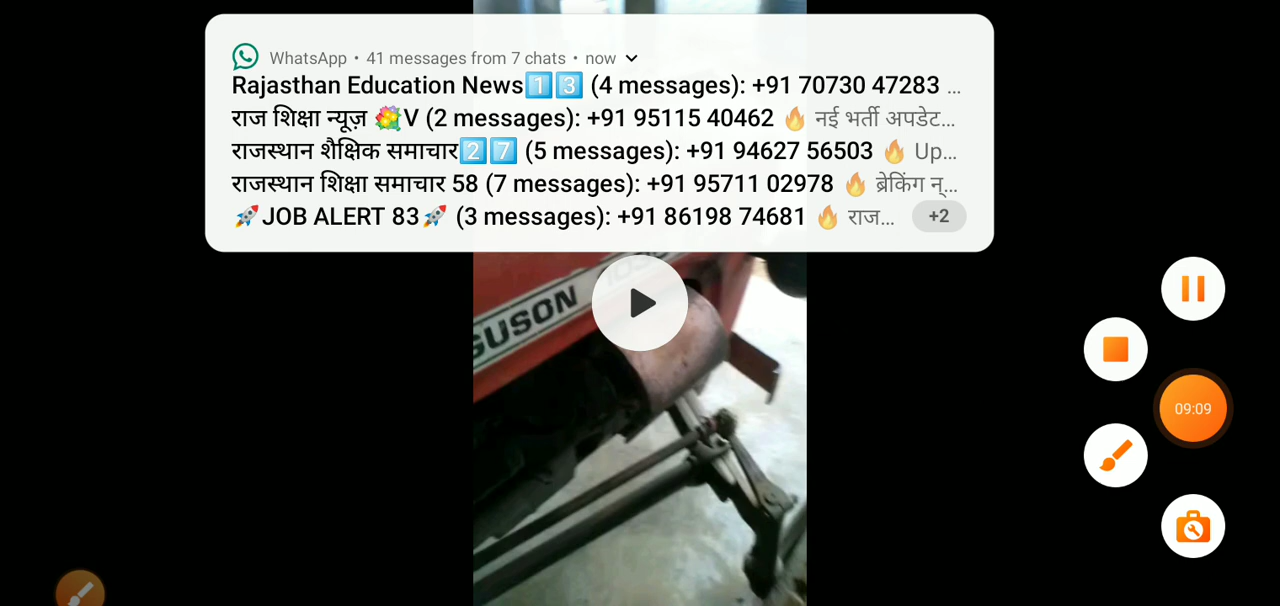 WhatsApp • 41 messages from 7 chats • now
Rajasthan Education News1️⃣3️⃣ (4 messages): +91 70730 47283 ...
राज शिक्षा न्यूज़ 💐V (2 messages): +91 95115 40462 🔥 नई भर्ती अपडेट...
राजस्थान शैक्षिक समाचार2️⃣7️⃣ (5 messages): +91 94627 56503 🔥 Up...
राजस्थान शिक्षा समाचार 58 (7 messages): +91 95711 02978 🔥 ब्रेकिंग न्...
🚀JOB ALERT 83🚀 (3 messages): +91 86198 74681 🔥 राज... +2
GUSON
09:09